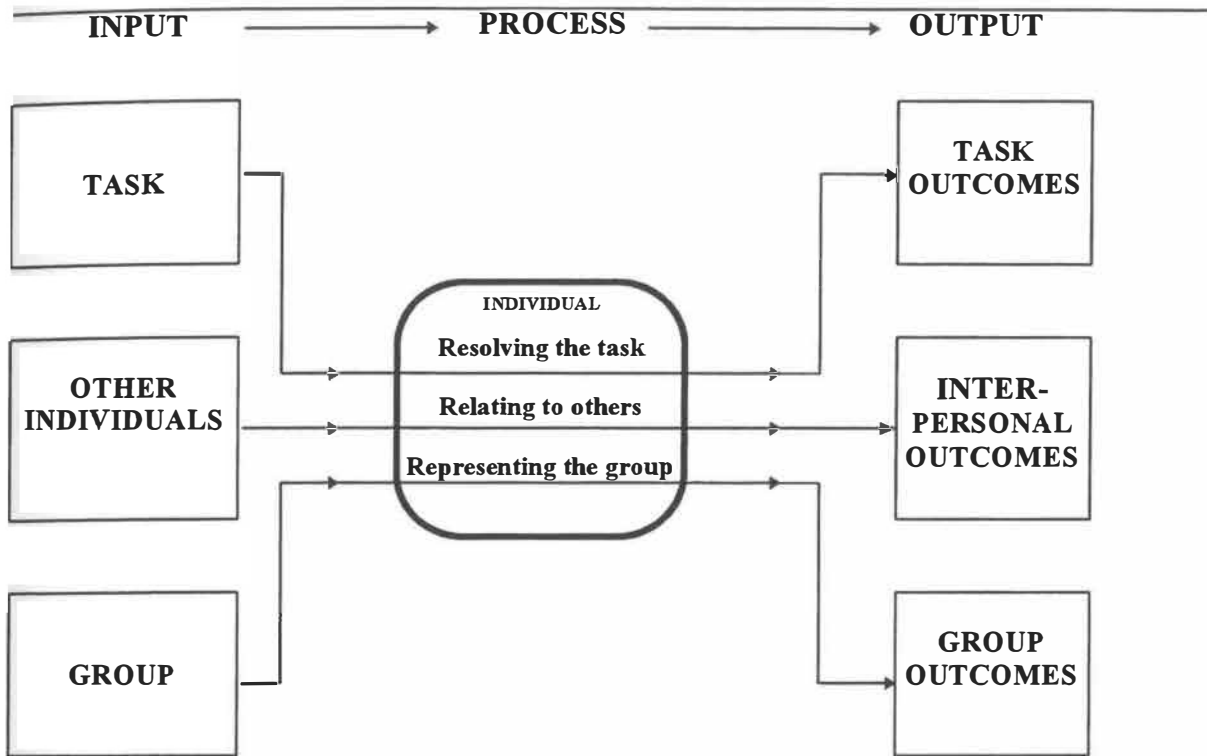 INPUT PROCESS OUTPUT
TASK
TASK
OUTCOMES
INDIVIDUAL
Resolving the task
OTHER
INDIVIDUALS
Relating to others
INTER-
PERSONAL
OUTCOMES
Representing the group
GROUP
GROUP
OUTCOMES